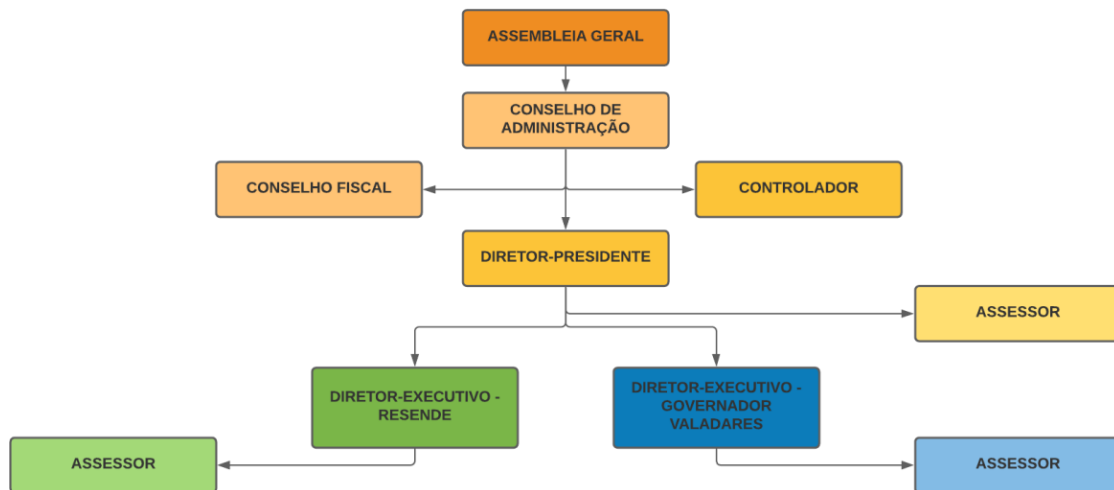 ASSEMBLEIA GERAL
CONSELHO DE
ADMINISTRAÇÃO
CONSELHO FISCAL
CONTROLADOR
DIRETOR-PRESIDENTE
ASSESSOR
DIRETOR-EXECUTIVO -
RESENDE
DIRETOR-EXECUTIVO -
GOVERNADOR
VALADARES
ASSESSOR
ASSESSOR